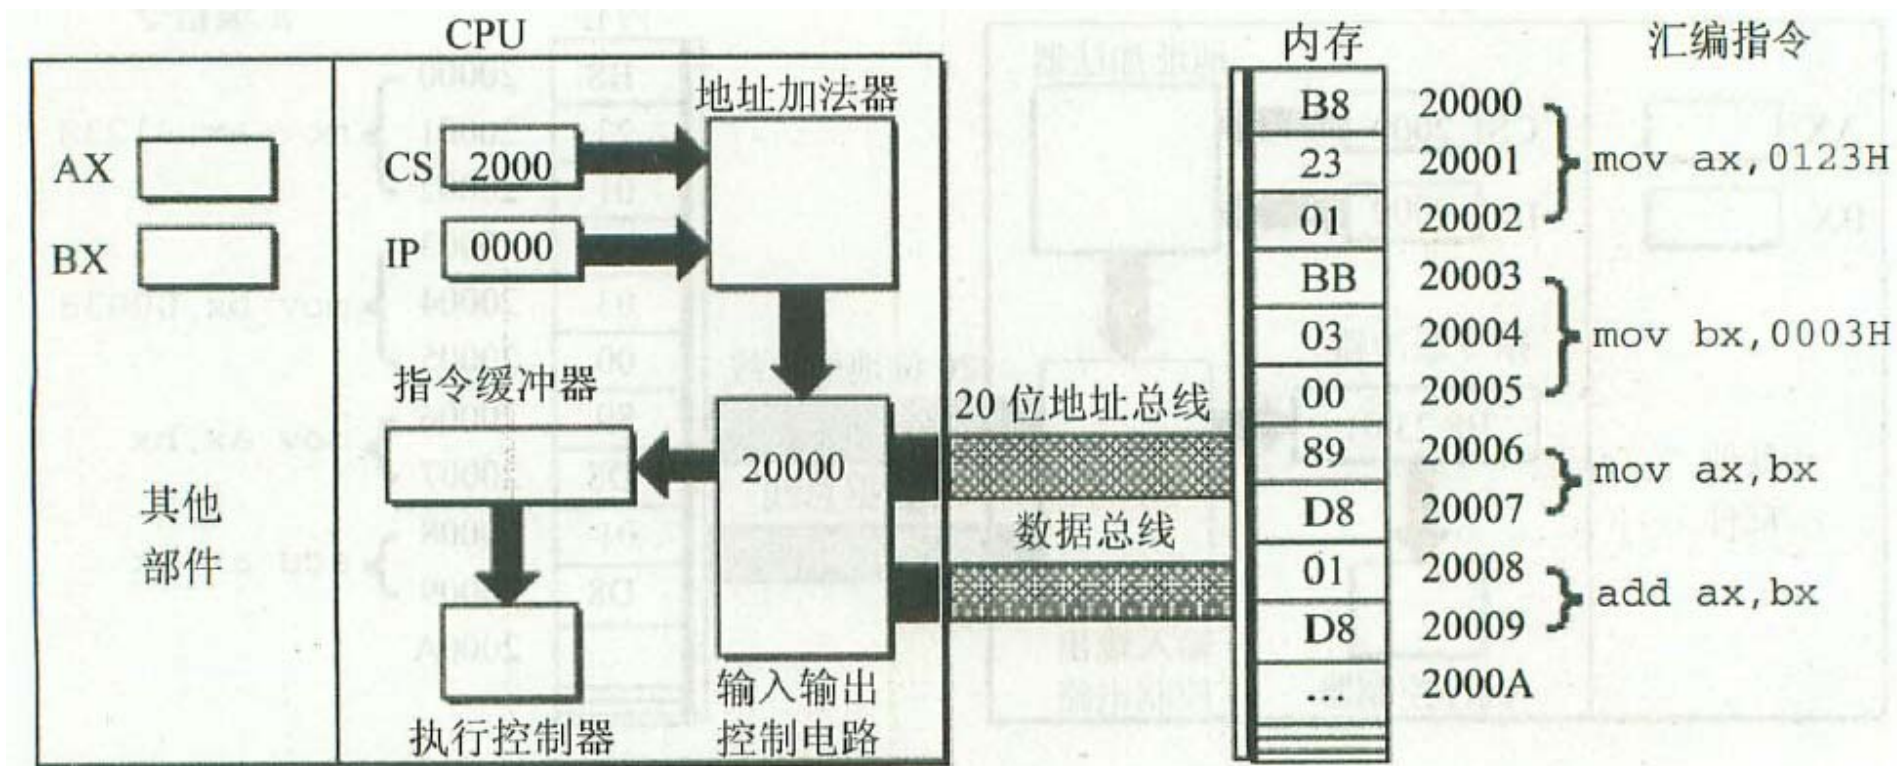 CPU
内存
汇编指令
地址加法器
AX
BX
CS 2000
IP 0000
指令缓冲器
20000
20位地址总线
数据总线
其他
部件
执行控制器
输入输出
控制电路
B8 20000
23 20001
01 20002
mov ax,0123H
BB 20003
03 20004
00 20005
mov bx,0003H
89 20006
D8 20007
mov ax,bx
01 20008
D8 20009
add ax,bx
... 2000A